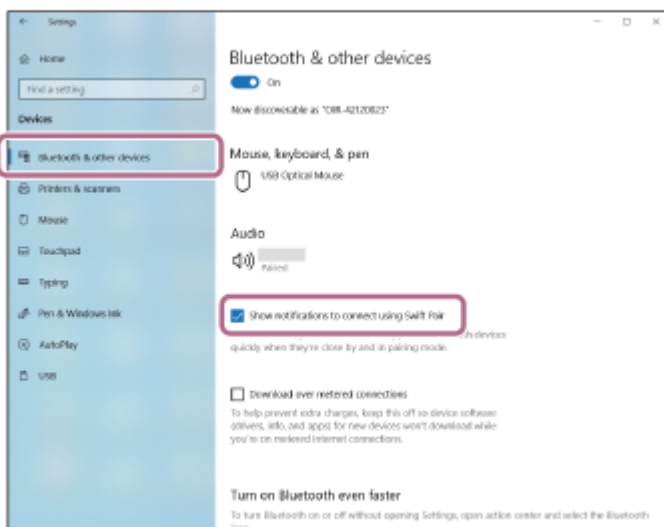 Settings
Home
Find a setting
Devices
Bluetooth & other devices
Printers & scanners
Mouse
Touchpad
Typing
Pen & Windows Ink
AutoPlay
USB
Bluetooth & other devices
On
Now discoverable as
Mouse, keyboard, & pen
USB Optical Mouse
Audio
Paired
Show notifications to connect using Swift Pair
devices
quickly when they're close by and in pairing mode.
Download over metered connections
To help prevent extra charges, keep this off so device software
(drivers, info, and apps) for new devices won't download while
you're on metered Internet connections.
Turn on Bluetooth even faster
To turn Bluetooth on or off without opening Settings, open action center and select the Bluetooth